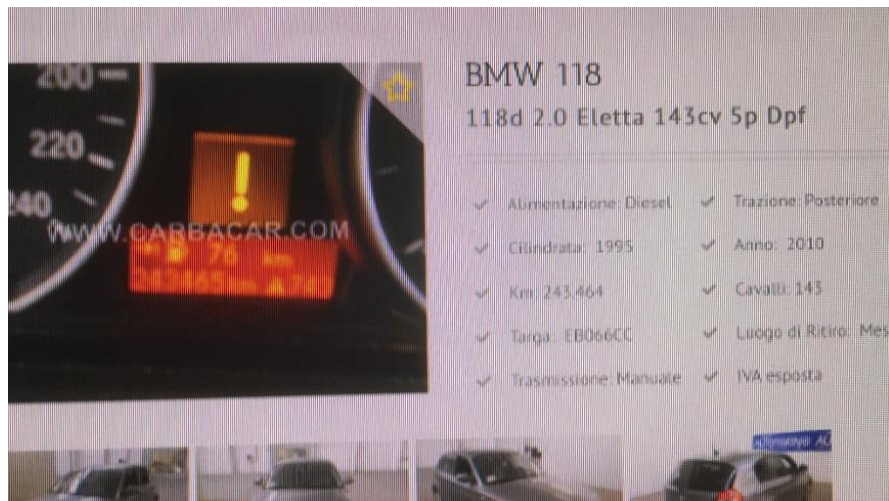 200
220
240
WWW.CARBACAR.COM
76 km
243465km
BMW 118
118d 2.0 Eletta 143cv 5p Dpf
Alimentazione: Diesel
Trazione: Posteriore
Cilindrata: 1995
Anno: 2010
Km: 243.464
Cavalli: 143
Targa: EB066CC
Luogo di Ritiro: Mes
Trasmissione: Manuale
IVA esposta